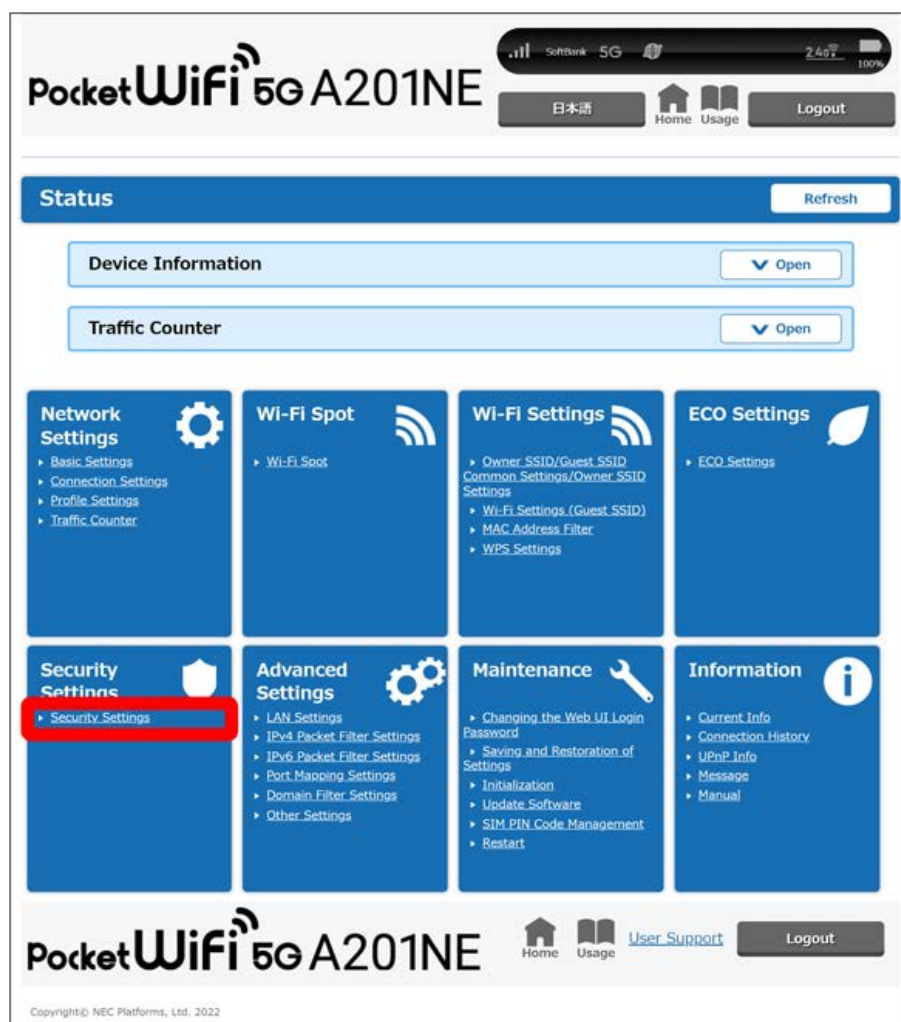 PocketWiFi 5G A201NE
SoftBank 5G 2.4G 100%
日本語
Home Usage
Logout
Status
Refresh
Device Information
Open
Traffic Counter
Open
Network
Settings
Basic Settings
Connection Settings
Profile Settings
Traffic Counter
Wi-Fi Spot
Wi-Fi Spot
Wi-Fi Settings
Owner SSID/Guest SSID
Common Settings/Owner SSID
Settings
Wi-Fi Settings (Guest SSID)
MAC Address Filter
WPS Settings
ECO Settings
ECO Settings
Security
Settings
Security Settings
Advanced
Settings
LAN Settings
IPv4 Packet Filter Settings
IPv6 Packet Filter Settings
Port Mapping Settings
Domain Filter Settings
Other Settings
Maintenance
Changing the Web UI Login
Password
Saving and Restoration of
Settings
Initialization
Update Software
SIM PIN Code Management
Restart
Information
Current Info
Connection History
UPnP Info
Message
Manual
PocketWiFi 5G A201NE
Home Usage
User Support
Logout
Copyright© NEC Platforms, Ltd. 2022